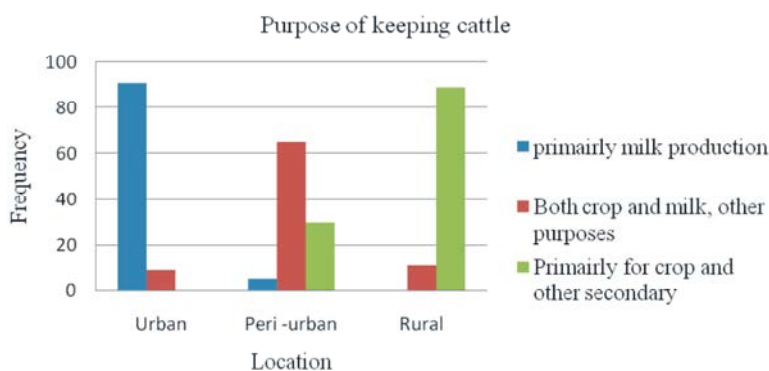 Purpose of keeping cattle
100
80
60
40
20
0
Frequency
Urban
Peri -urban
Rural
Location
primairly milk production
Both crop and milk, other
purposes
Primairly for crop and
other secondary